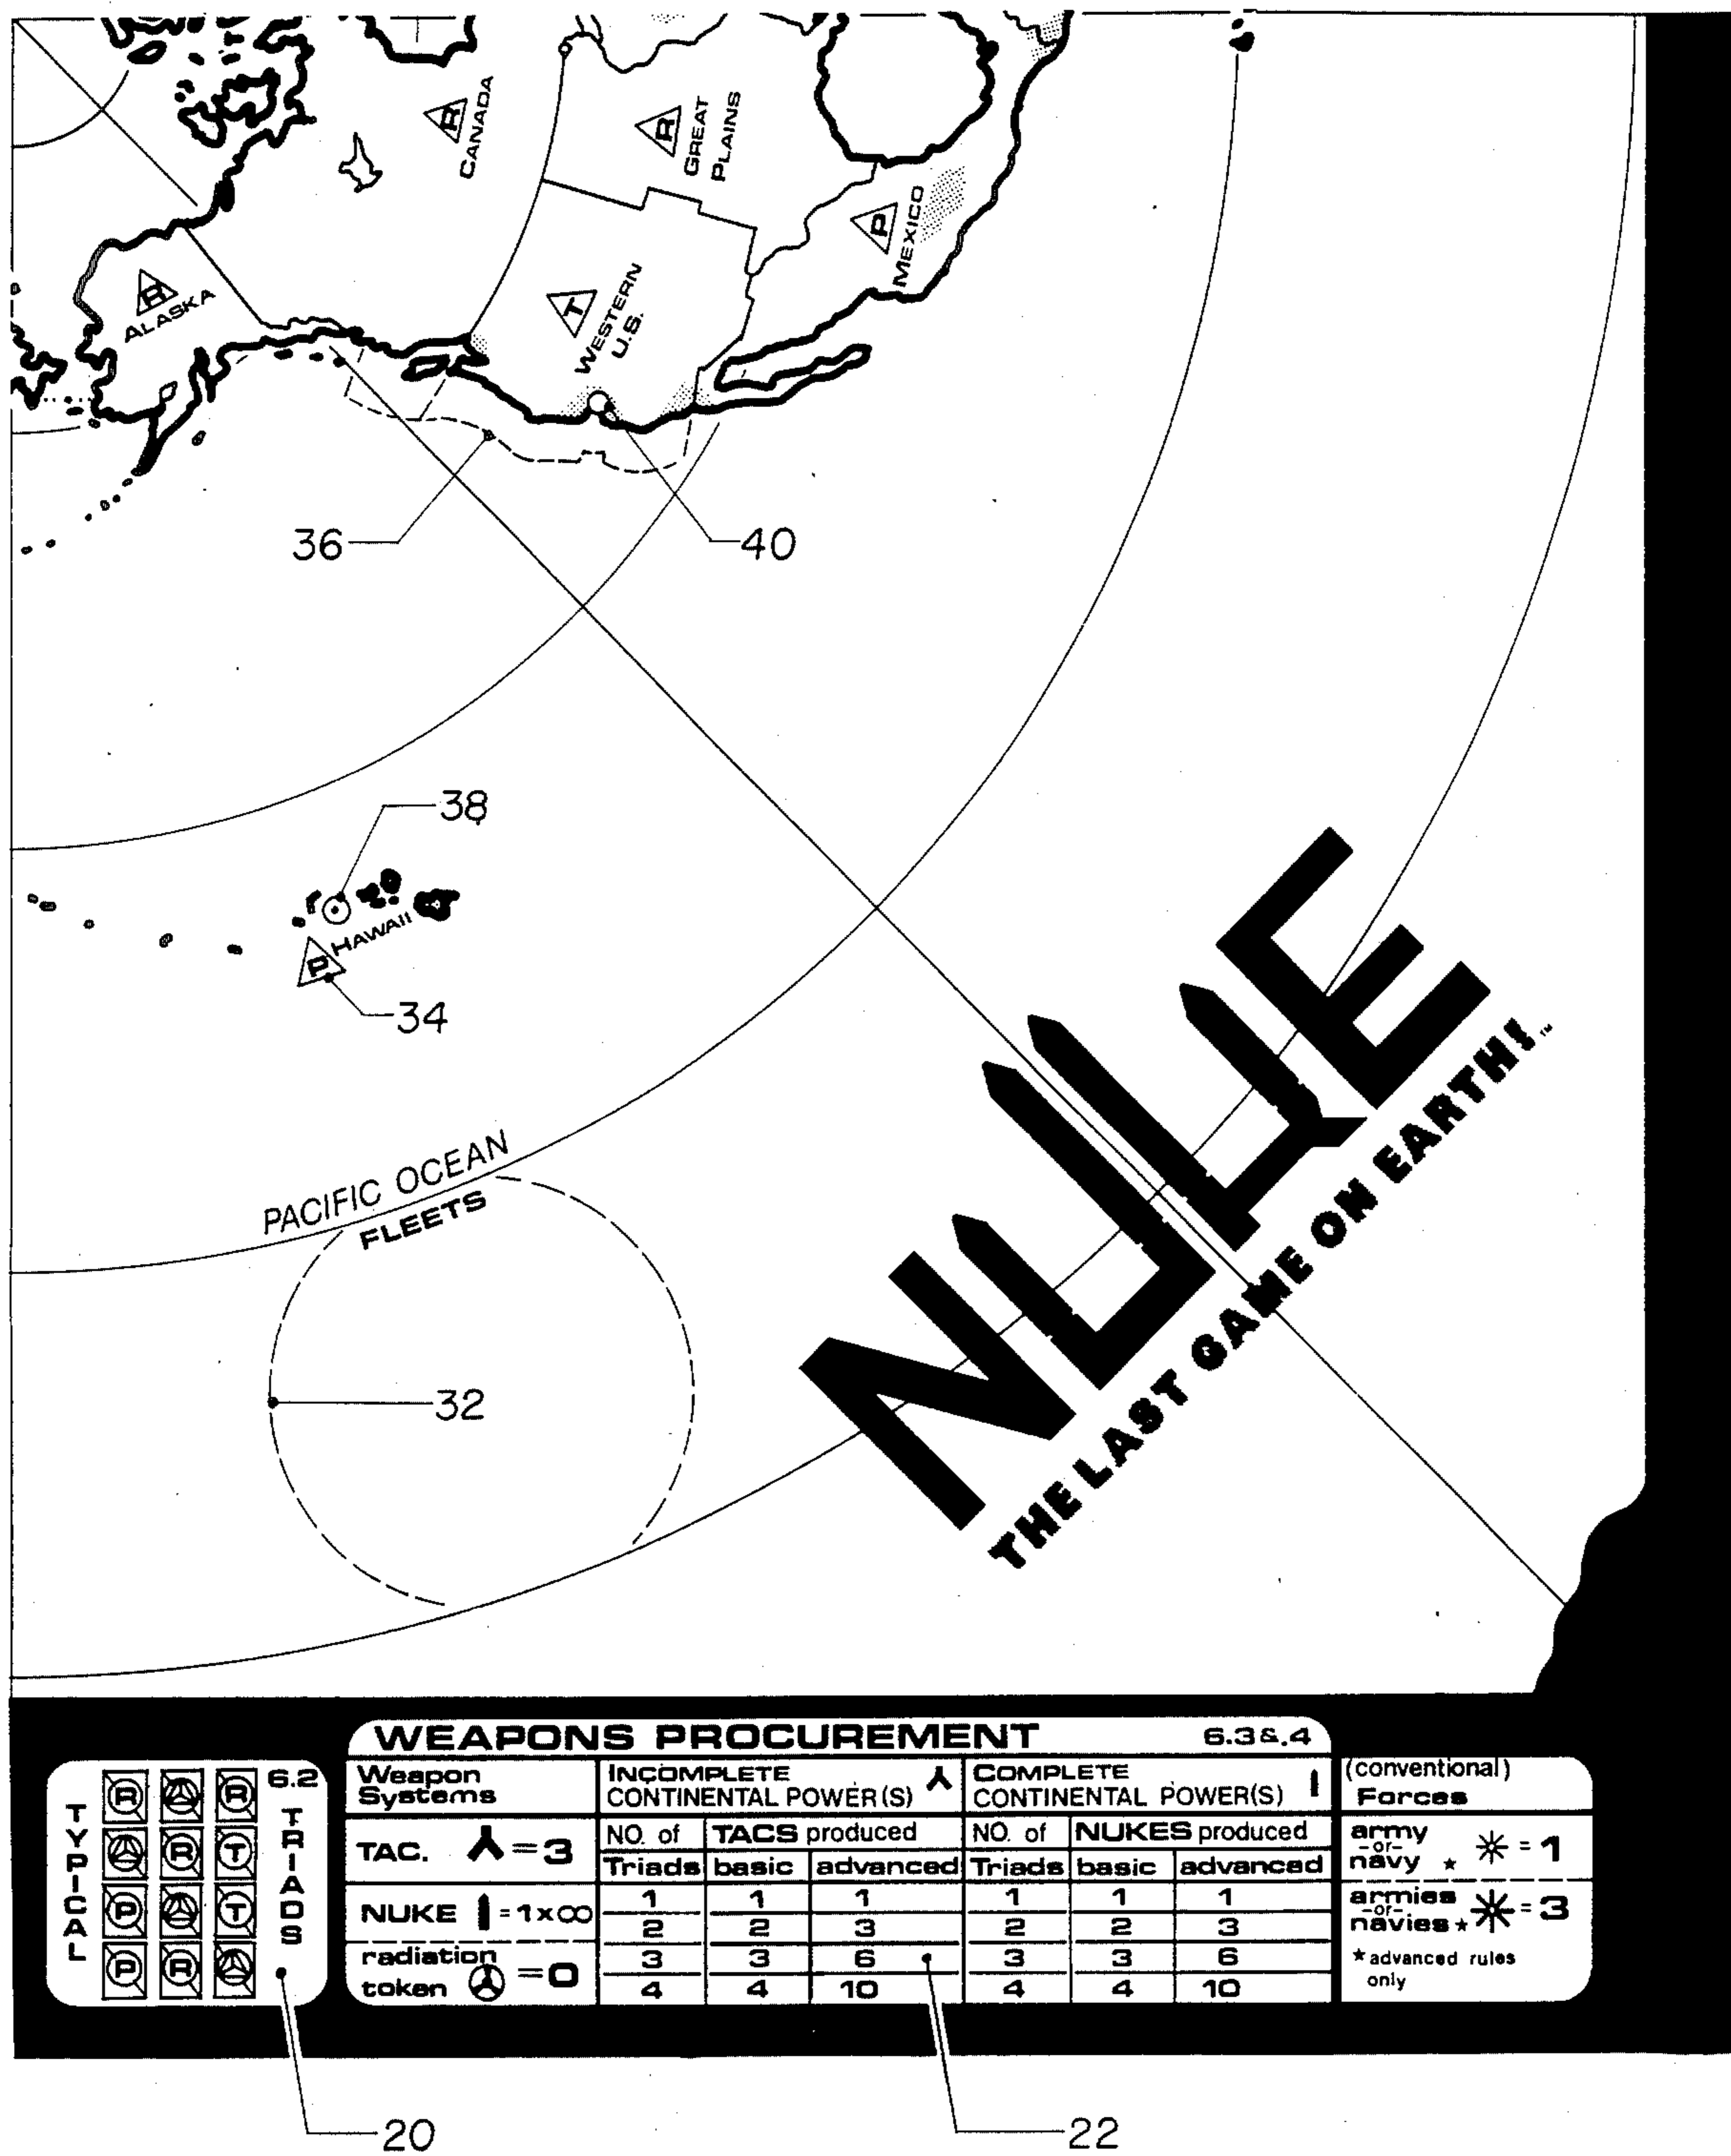 R
CANADA
R
GREAT
PLAINS
P
MEXICO
R
ALASKA
T
WESTERN
U.S.
36
40
38
HAWAII
P
34
PACIFIC OCEAN
FLEETS
32
NUKE
THE LAST GAME ON EARTH!™
TYPICAL
TRIADS
6.2
R R
R T
P T
P R
WEAPONS PROCUREMENT 6.3&.4
Weapon
Systems
INCOMPLETE
CONTINENTAL POWER(S)
COMPLETE
CONTINENTAL POWER(S)
TAC. =3
NO. of TACS produced NO. of NUKES produced
Triads basic advanced Triads basic advanced
NUKE =1x∞
1 1 1 1 1 1
2 2 3 2 2 3
radiation
token =0
3 3 6 3 3 6
4 4 10 4 4 10
(conventional)
Forces
army
-or-
navy ★ = 1
armies
-or-
navies ★ = 3
★ advanced rules
only
20
22